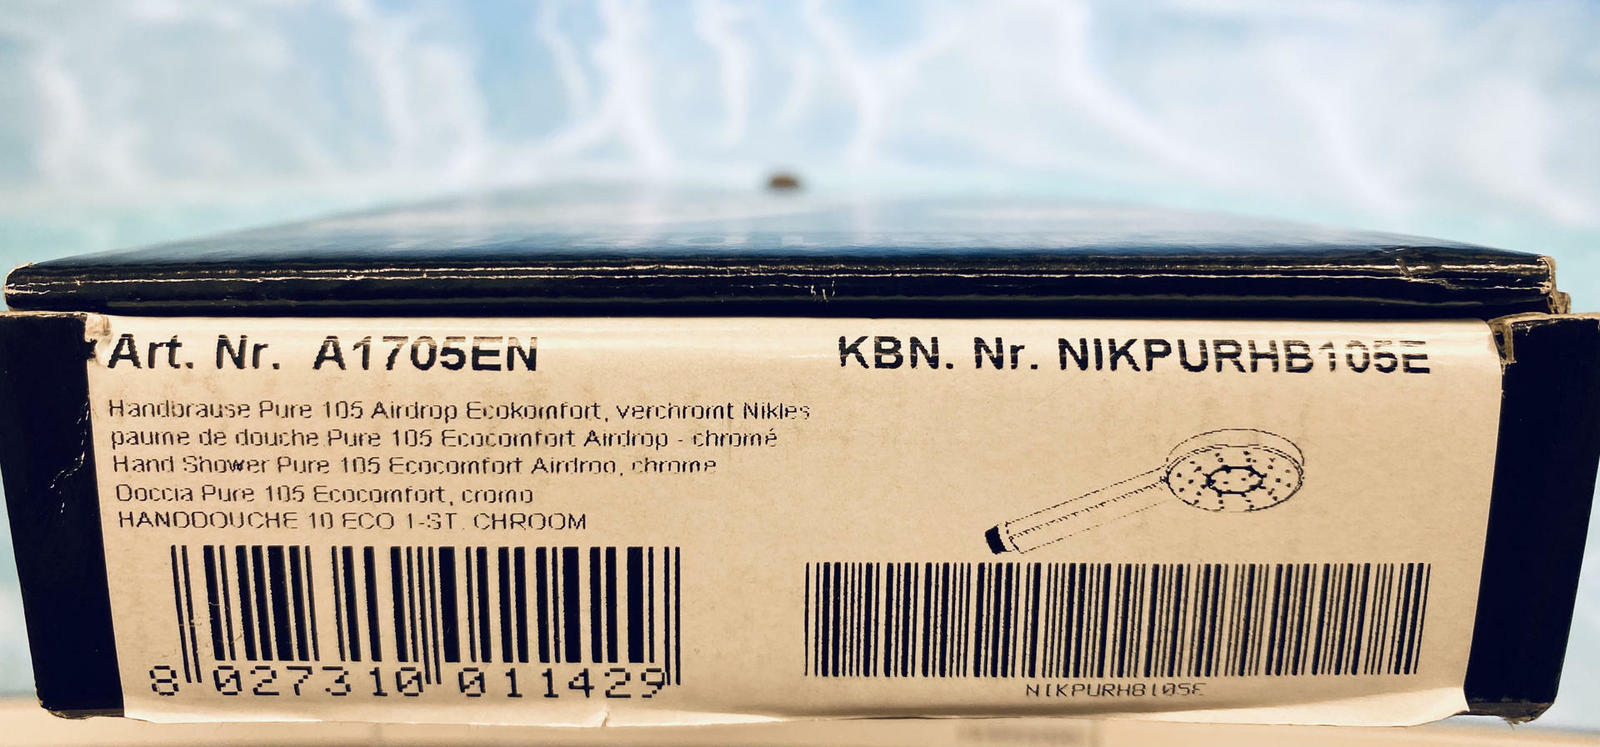 Art. Nr. A1705EN
KBN. Nr. NIKPURHB105E
Handbrause Pure 105 Airdrop Ecokomfort, verchromt Nikles
paume de douche Pure 105 Ecocomfort Airdrop - chromé
Hand Shower Pure 105 Ecocomfort Airdrop, chrome
Doccia Pure 105 Ecocomfort, cromo
HANDDOUCHE 10 ECO 1-ST. CHROOM
8 027310 011429
NIKPURHB105E